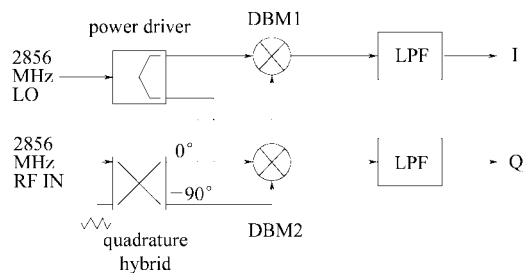 DBM1
power driver
2856
MHz
LO
LPF
I
2856
MHz
RF IN
0°
−90°
LPF
Q
DBM2
quadrature
hybrid